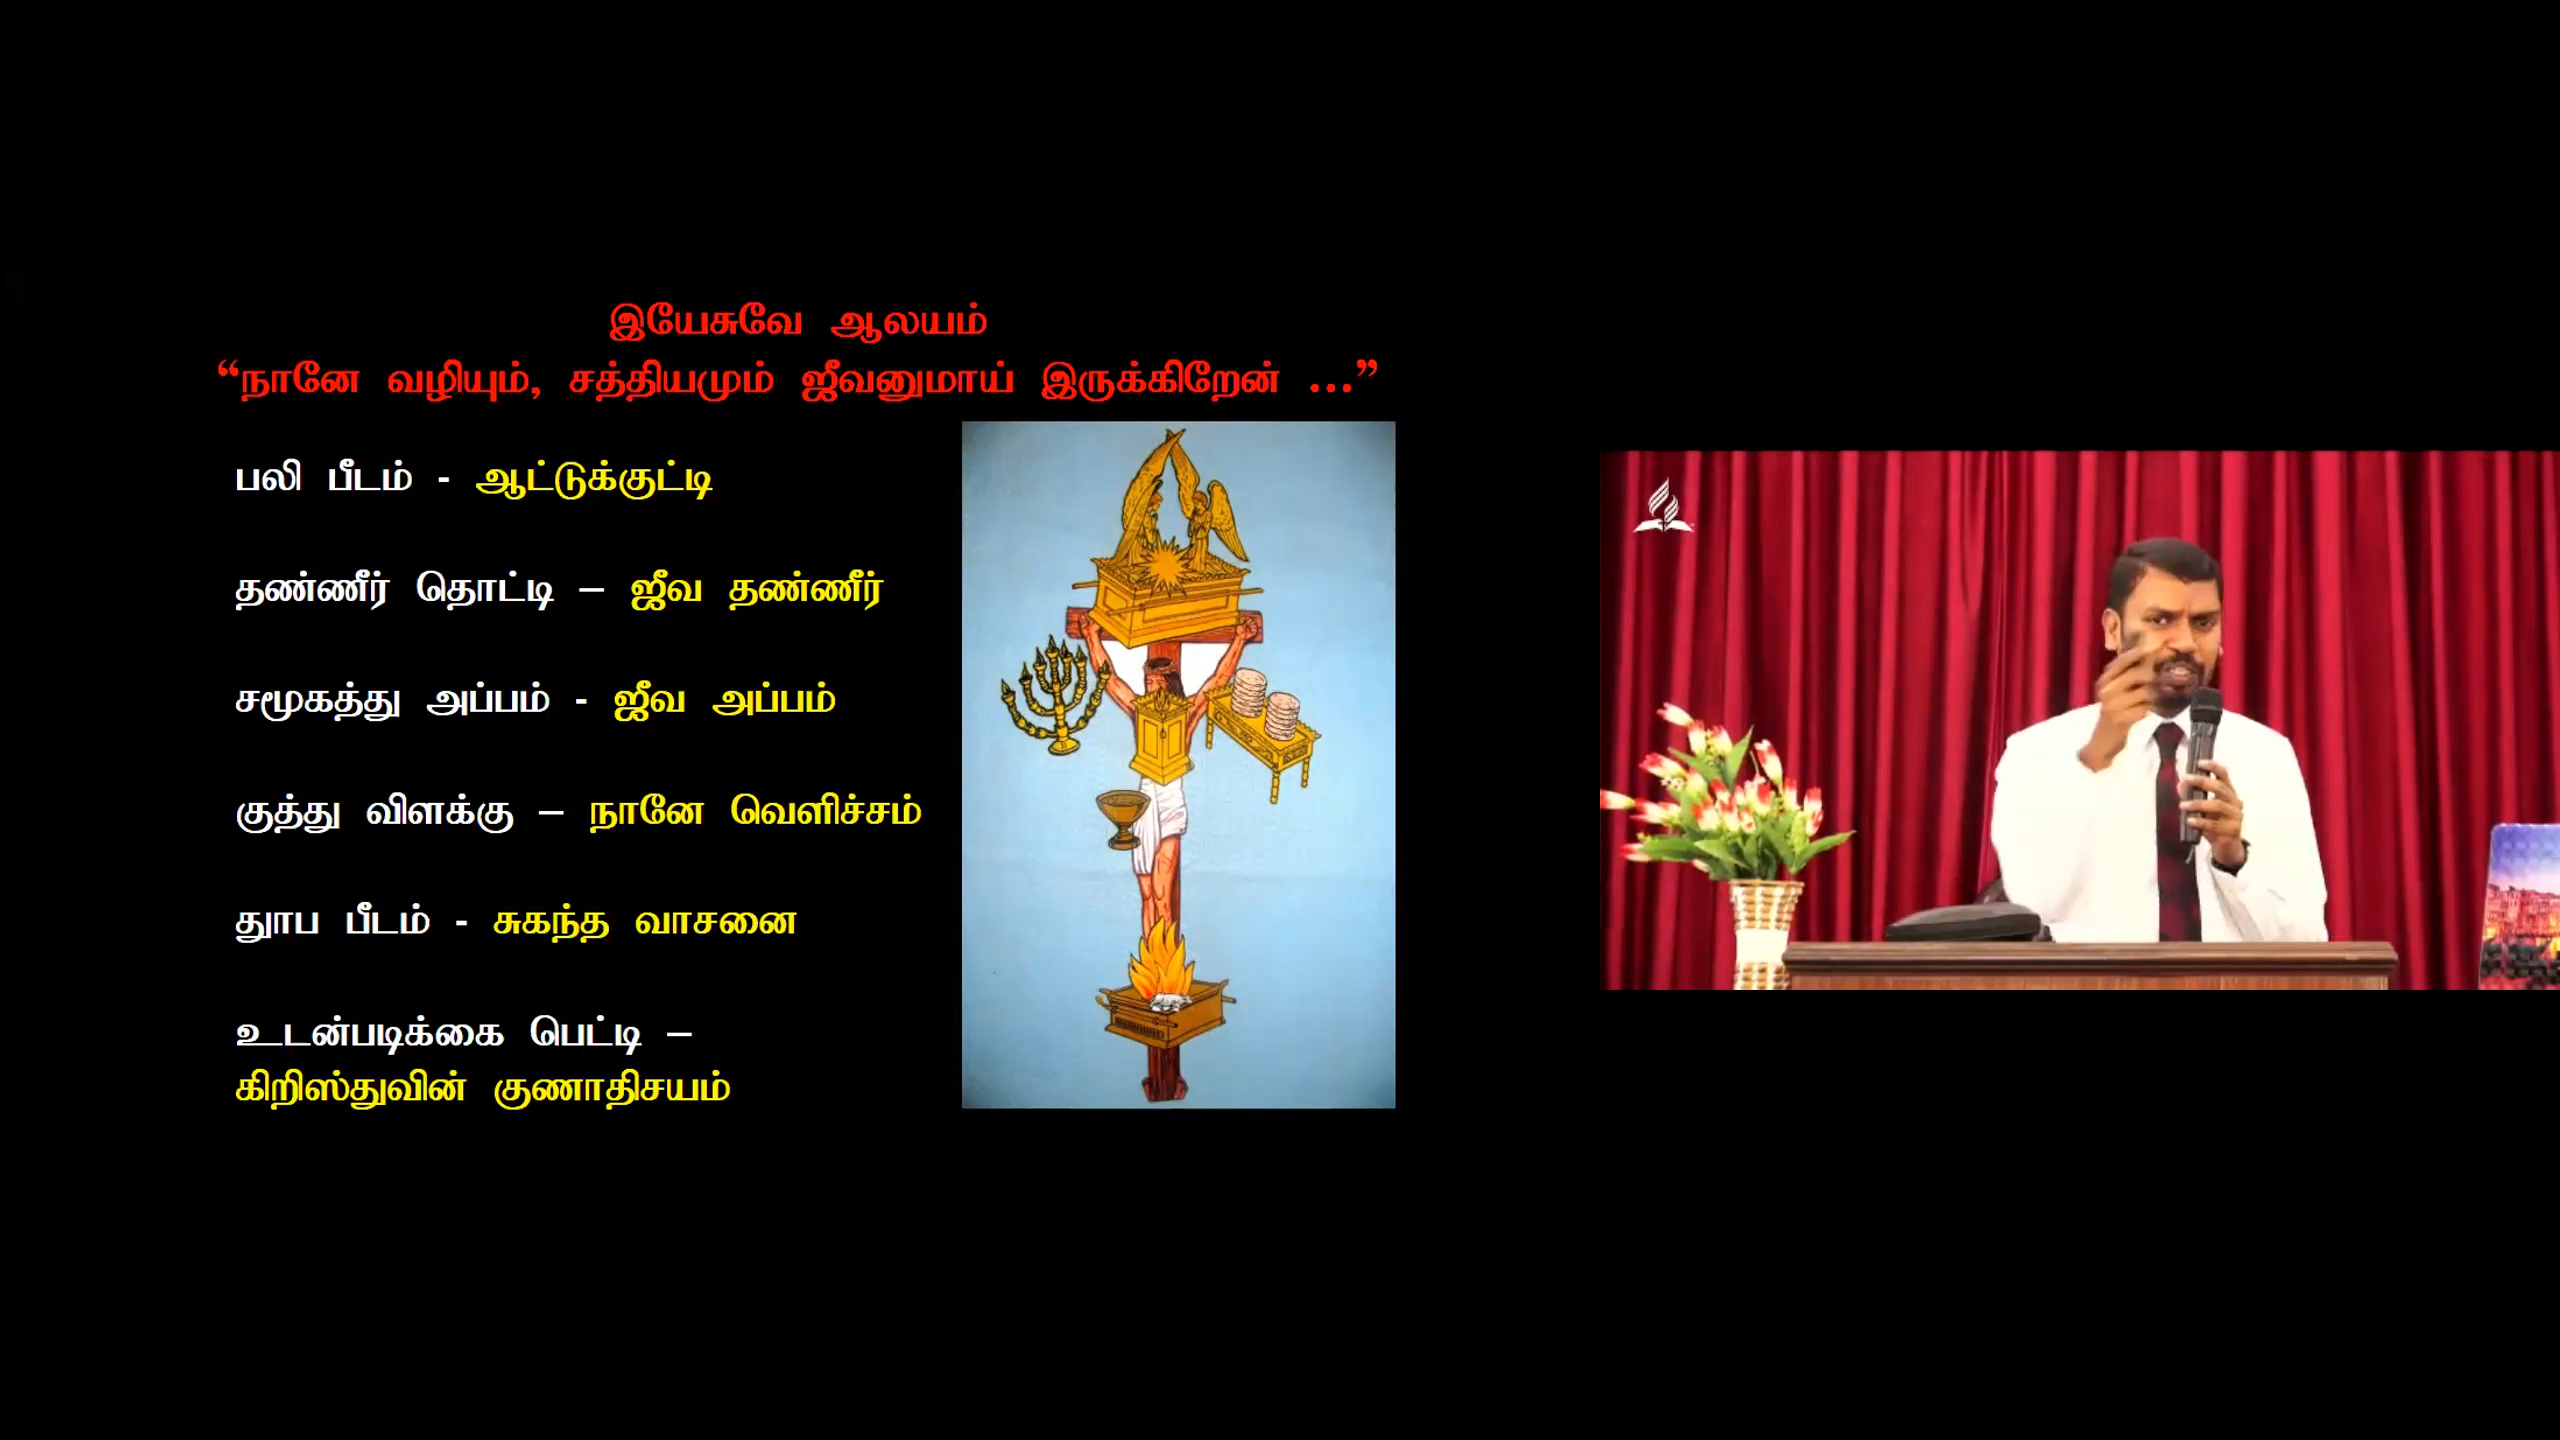 இயேசுவே ஆலயம்
“நானே வழியும், சத்தியமும் ஜீவனுமாய் இருக்கிறேன் ...”
பலி பீடம் - ஆட்டுக்குட்டி
தண்ணீர் தொட்டி – ஜீவ தண்ணீர்
சமூகத்து அப்பம் - ஜீவ அப்பம்
குத்து விளக்கு – நானே வெளிச்சம்
தூப பீடம் - சுகந்த வாசனை
உடன்படிக்கை பெட்டி –
கிறிஸ்துவின் குணாதிசயம்